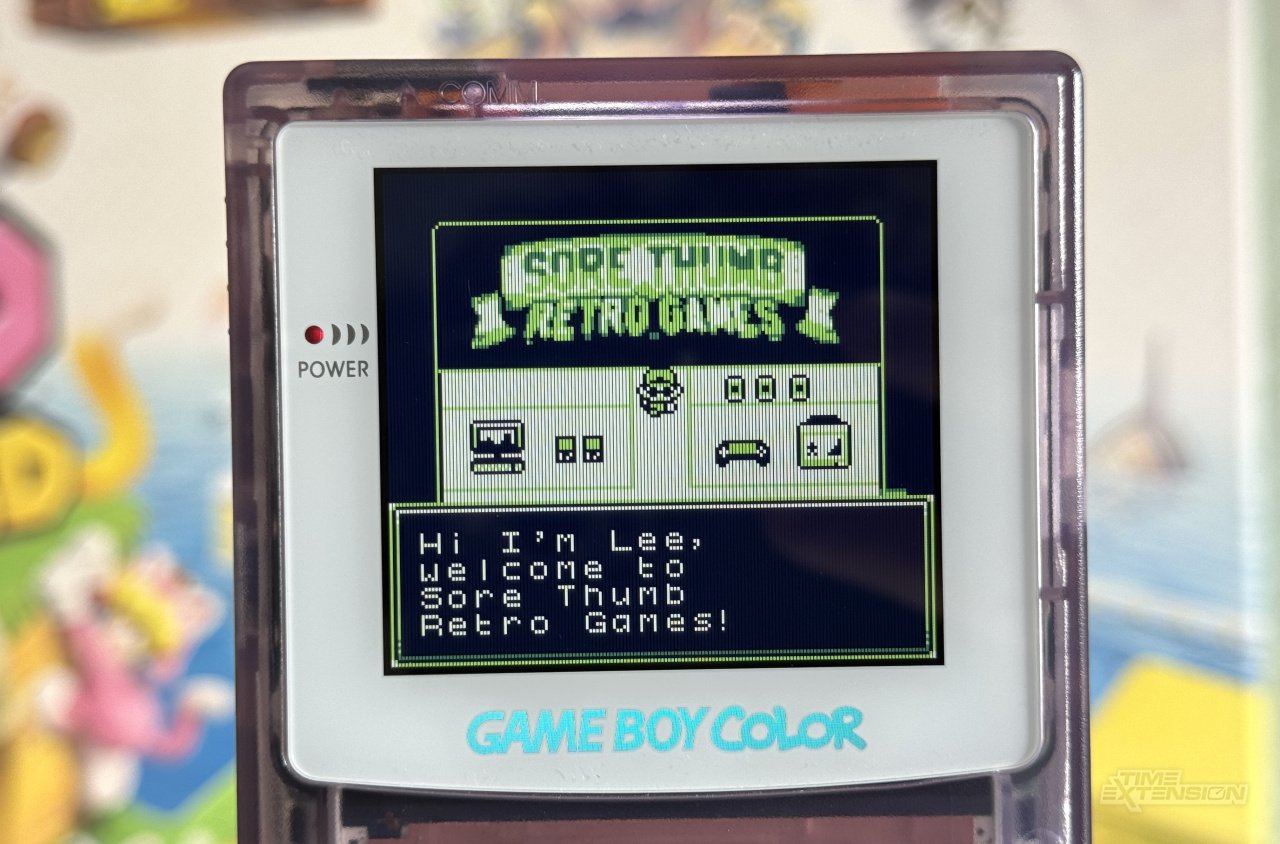 COMM.
SORE THUMB
RETRO GAMES
POWER
Hi I'm Lee,
Welcome to
Sore Thumb
Retro Games!
GAME BOY COLOR
TIME
EXTENSION